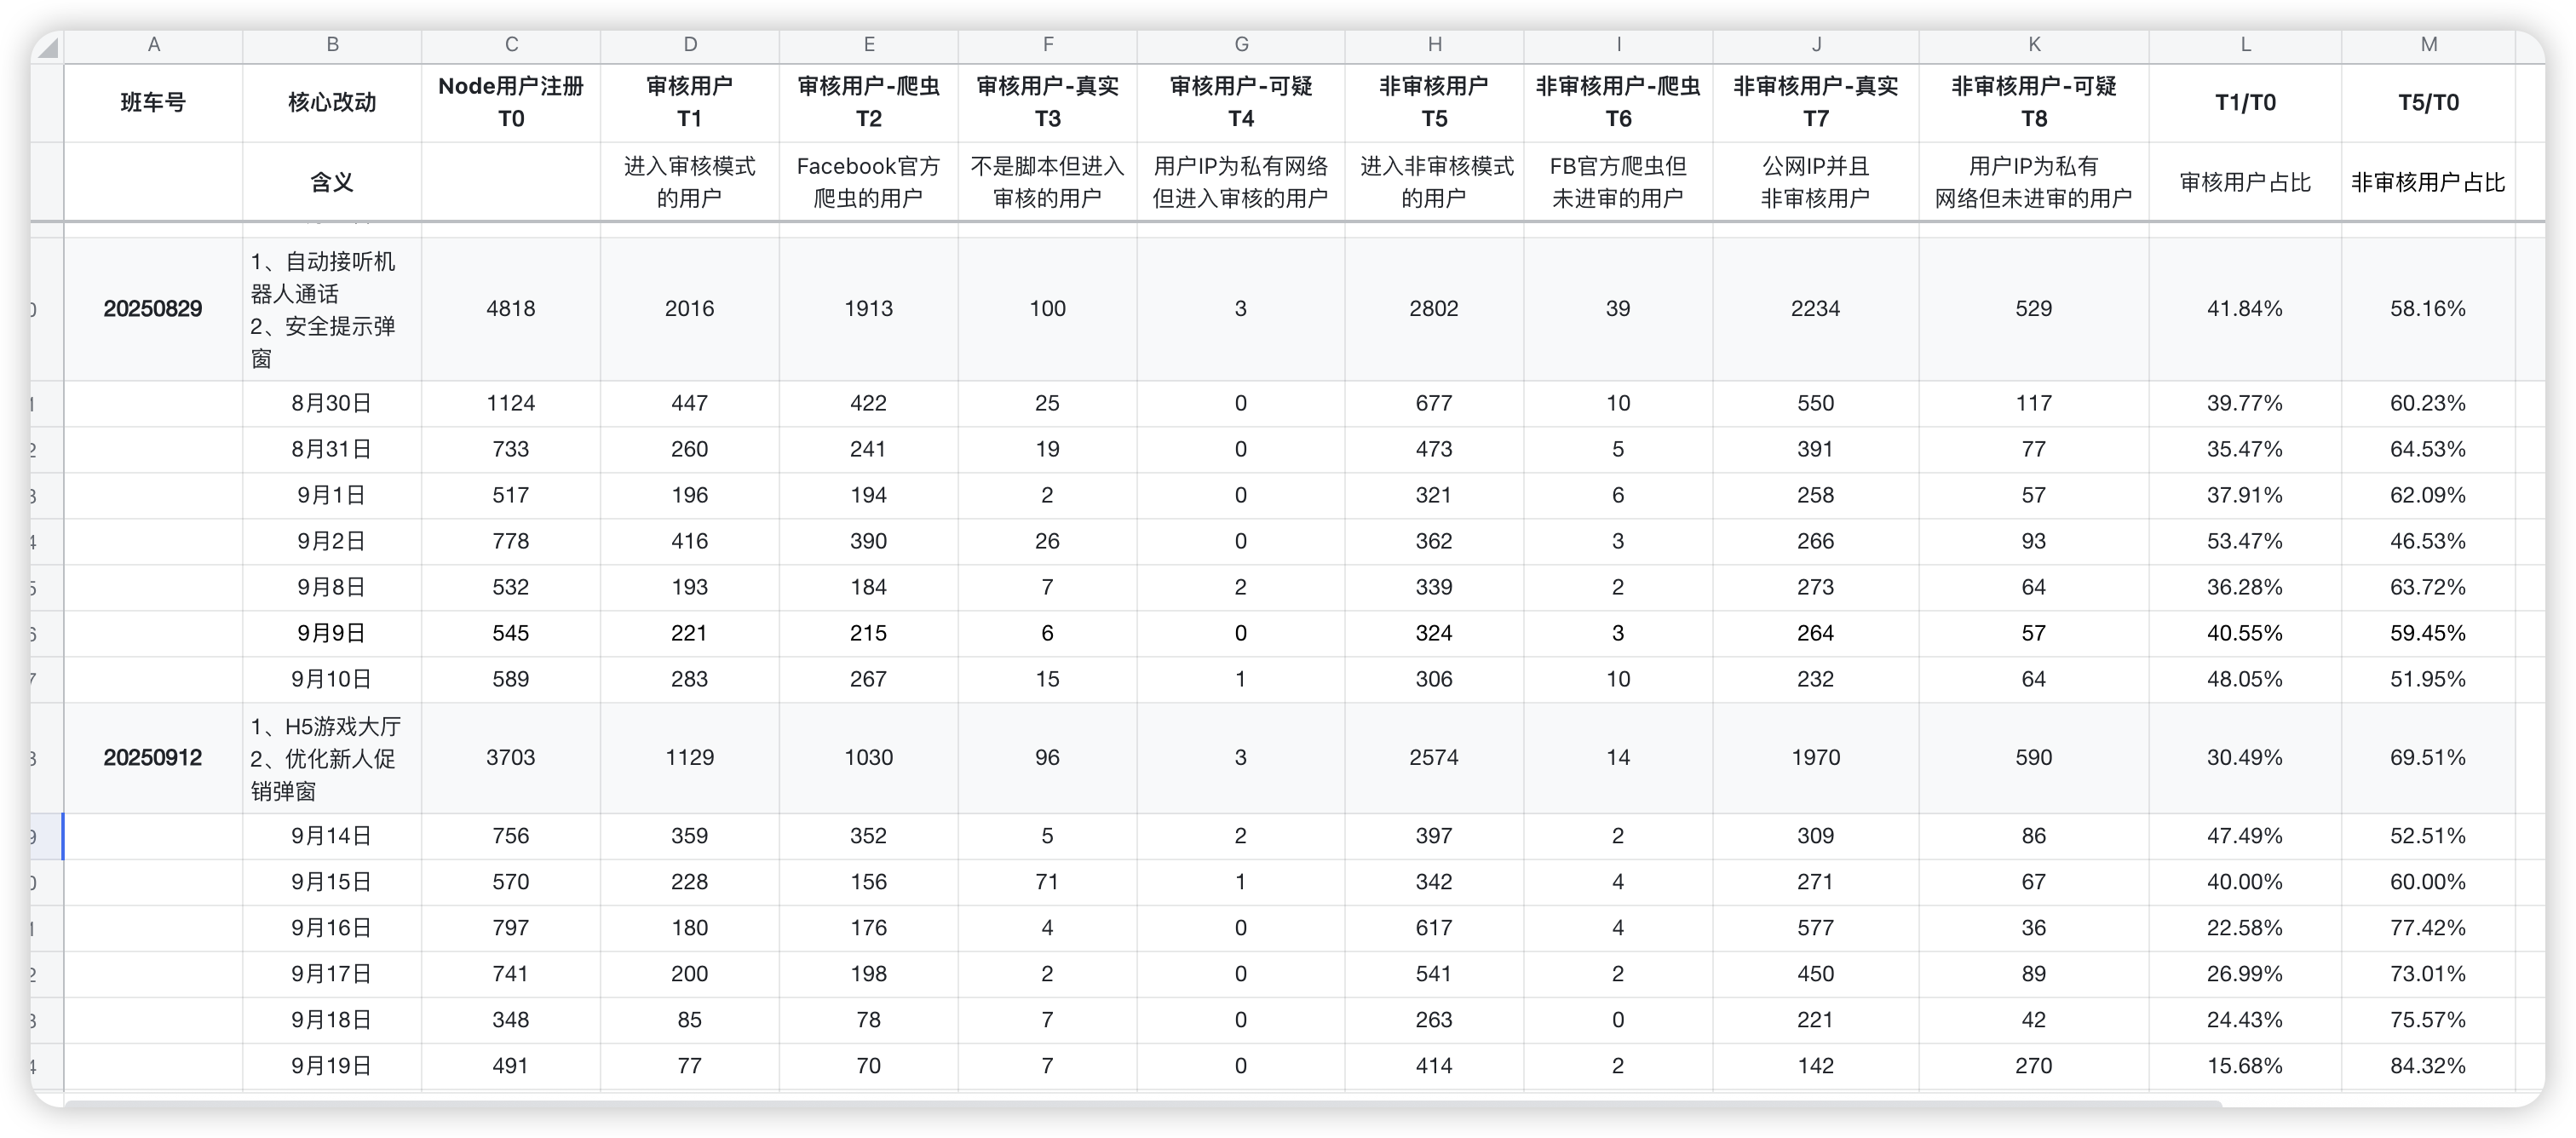 A B C D E F G H I J K L M
班车号 核心改动 Node用户注册 T0 审核用户 T1 审核用户-爬虫 T2 审核用户-真实 T3 审核用户-可疑 T4 非审核用户 T5 非审核用户-爬虫 T6 非审核用户-真实 T7 非审核用户-可疑 T8 T1/T0 T5/T0
含义 进入审核模式的用户 Facebook官方爬虫的用户 不是脚本但进入审核的用户 用户IP为私有网络但进入审核的用户 进入非审核模式的用户 FB官方爬虫但未进审的用户 公网IP并且非审核用户 用户IP为私有网络但未进审的用户 审核用户占比 非审核用户占比
20250829 1、自动接听机器人通话 2、安全提示弹窗 4818 2016 1913 100 3 2802 39 2234 529 41.84% 58.16%
8月30日 1124 447 422 25 0 677 10 550 117 39.77% 60.23%
8月31日 733 260 241 19 0 473 5 391 77 35.47% 64.53%
9月1日 517 196 194 2 0 321 6 258 57 37.91% 62.09%
9月2日 778 416 390 26 0 362 3 266 93 53.47% 46.53%
9月8日 532 193 184 7 2 339 2 273 64 36.28% 63.72%
9月9日 545 221 215 6 0 324 3 264 57 40.55% 59.45%
9月10日 589 283 267 15 1 306 10 232 64 48.05% 51.95%
20250912 1、H5游戏大厅 2、优化新人促销弹窗 3703 1129 1030 96 3 2574 14 1970 590 30.49% 69.51%
9月14日 756 359 352 5 2 397 2 309 86 47.49% 52.51%
9月15日 570 228 156 71 1 342 4 271 67 40.00% 60.00%
9月16日 797 180 176 4 0 617 4 577 36 22.58% 77.42%
9月17日 741 200 198 2 0 541 2 450 89 26.99% 73.01%
9月18日 348 85 78 7 0 263 0 221 42 24.43% 75.57%
9月19日 491 77 70 7 0 414 2 142 270 15.68% 84.32%